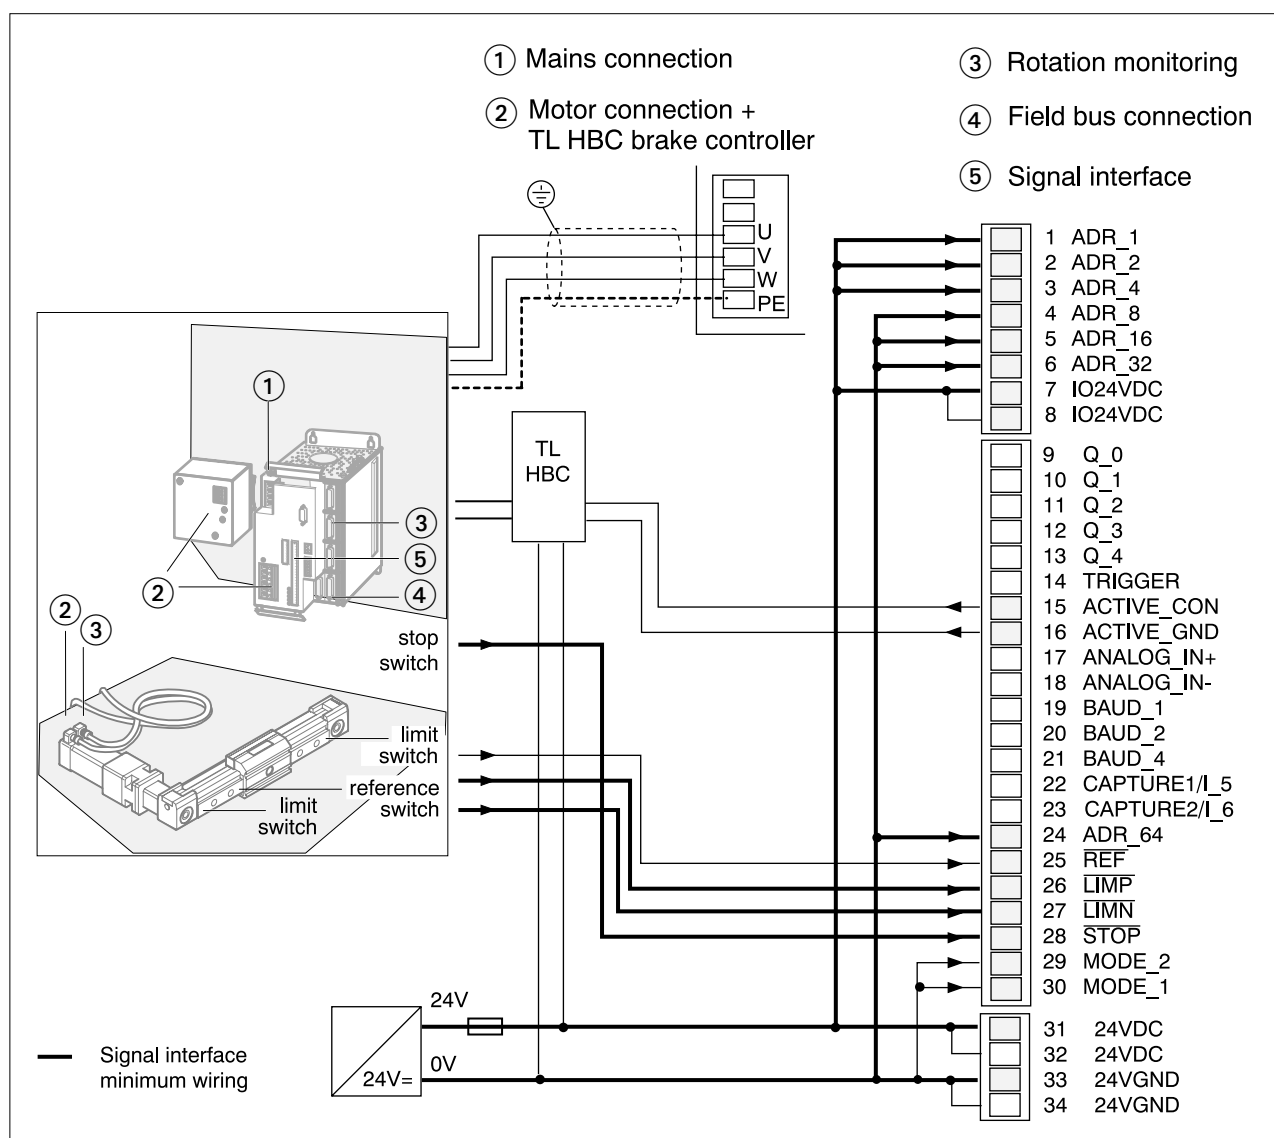 1 Mains connection
2 Motor connection +
TL HBC brake controller
3 Rotation monitoring
4 Field bus connection
5 Signal interface
U
V
W
PE
1 ADR_1
2 ADR_2
3 ADR_4
4 ADR_8
5 ADR_16
6 ADR_32
7 IO24VDC
8 IO24VDC
9 Q_0
10 Q_1
11 Q_2
12 Q_3
13 Q_4
14 TRIGGER
15 ACTIVE_CON
16 ACTIVE_GND
17 ANALOG_IN+
18 ANALOG_IN-
19 BAUD_1
20 BAUD_2
21 BAUD_4
22 CAPTURE1/I_5
23 CAPTURE2/I_6
24 ADR_64
25 R̅E̅F̅
26 L̅I̅M̅P̅
27 L̅I̅M̅N̅
28 S̅T̅O̅P̅
29 MODE_2
30 MODE_1
31 24VDC
32 24VDC
33 24VGND
34 24VGND
TL
HBC
1
3
5
4
2
2
3
stop
switch
limit
switch
reference
switch
limit
switch
24V
0V
24V=
Signal interface
minimum wiring